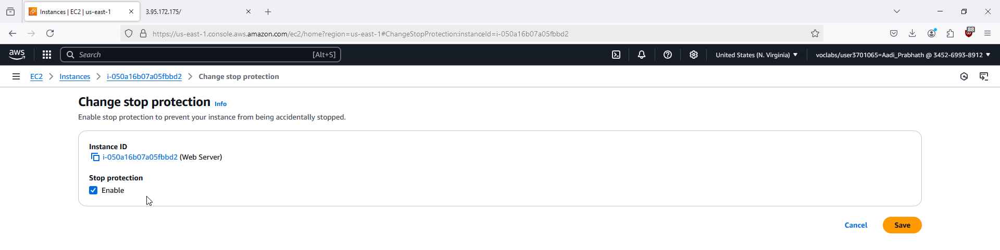 Instances | EC2 | us-east-1
3.95.172.175/
https://us-east-1.console.aws.amazon.com/ec2/home?region=us-east-1#ChangeStopProtection:instanceId=i-050a16b07a05fbbd2
88
aws
Search
[Alt+S]
United States (N. Virginia)
voclabs/user3701065=Aadi_Prabhath @ 3452-6993-8912
EC2
Instances
i-050a16b07a05fbbd2
Change stop protection
Change stop protection Info
Enable stop protection to prevent your instance from being accidentally stopped.
Instance ID
i-050a16b07a05fbbd2 (Web Server)
Stop protection
Enable
Cancel
Save